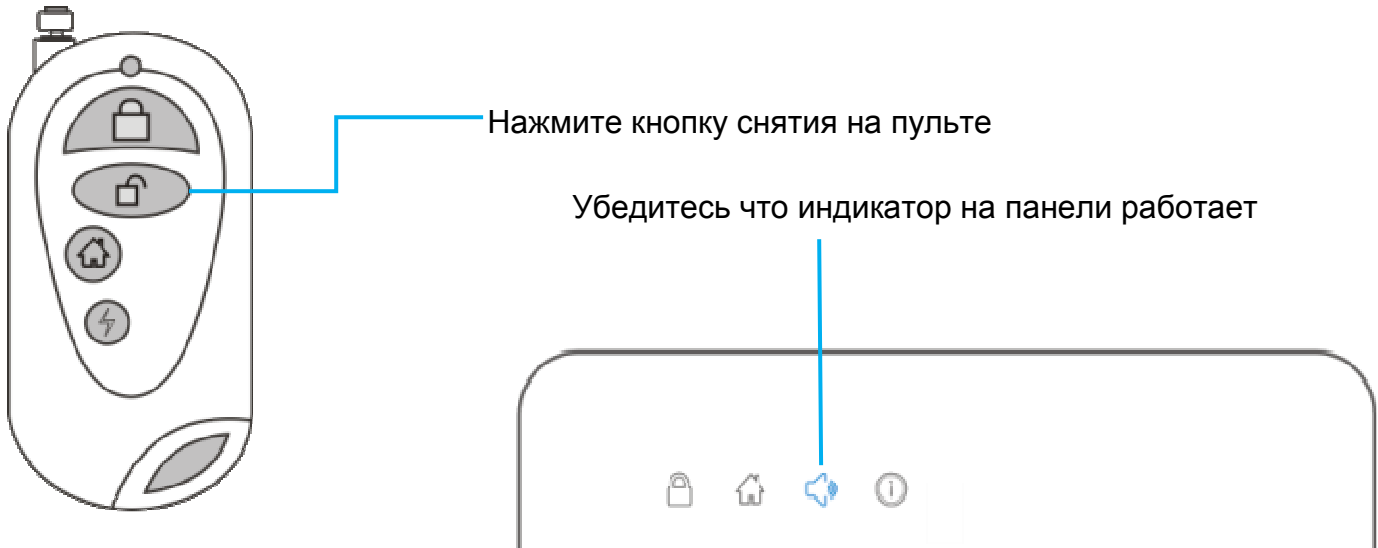 Нажмите кнопку снятия на пульте
Убедитесь что индикатор на панели работает